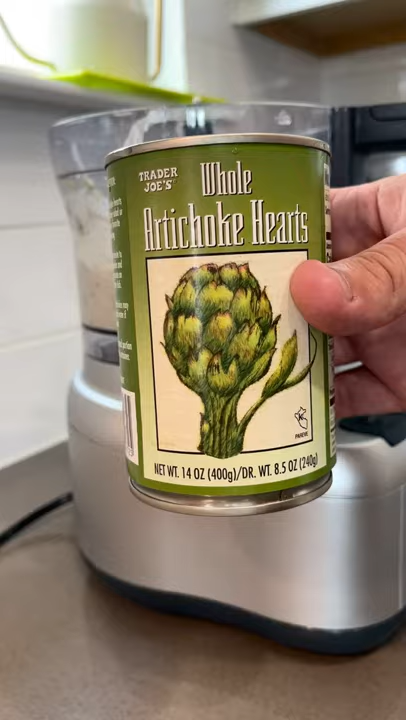 TRADER
JOE'S
Whole
Artichoke Hearts
PAREVE
NET WT. 14 OZ (400g)/DR. WT. 8.5 OZ (240g)